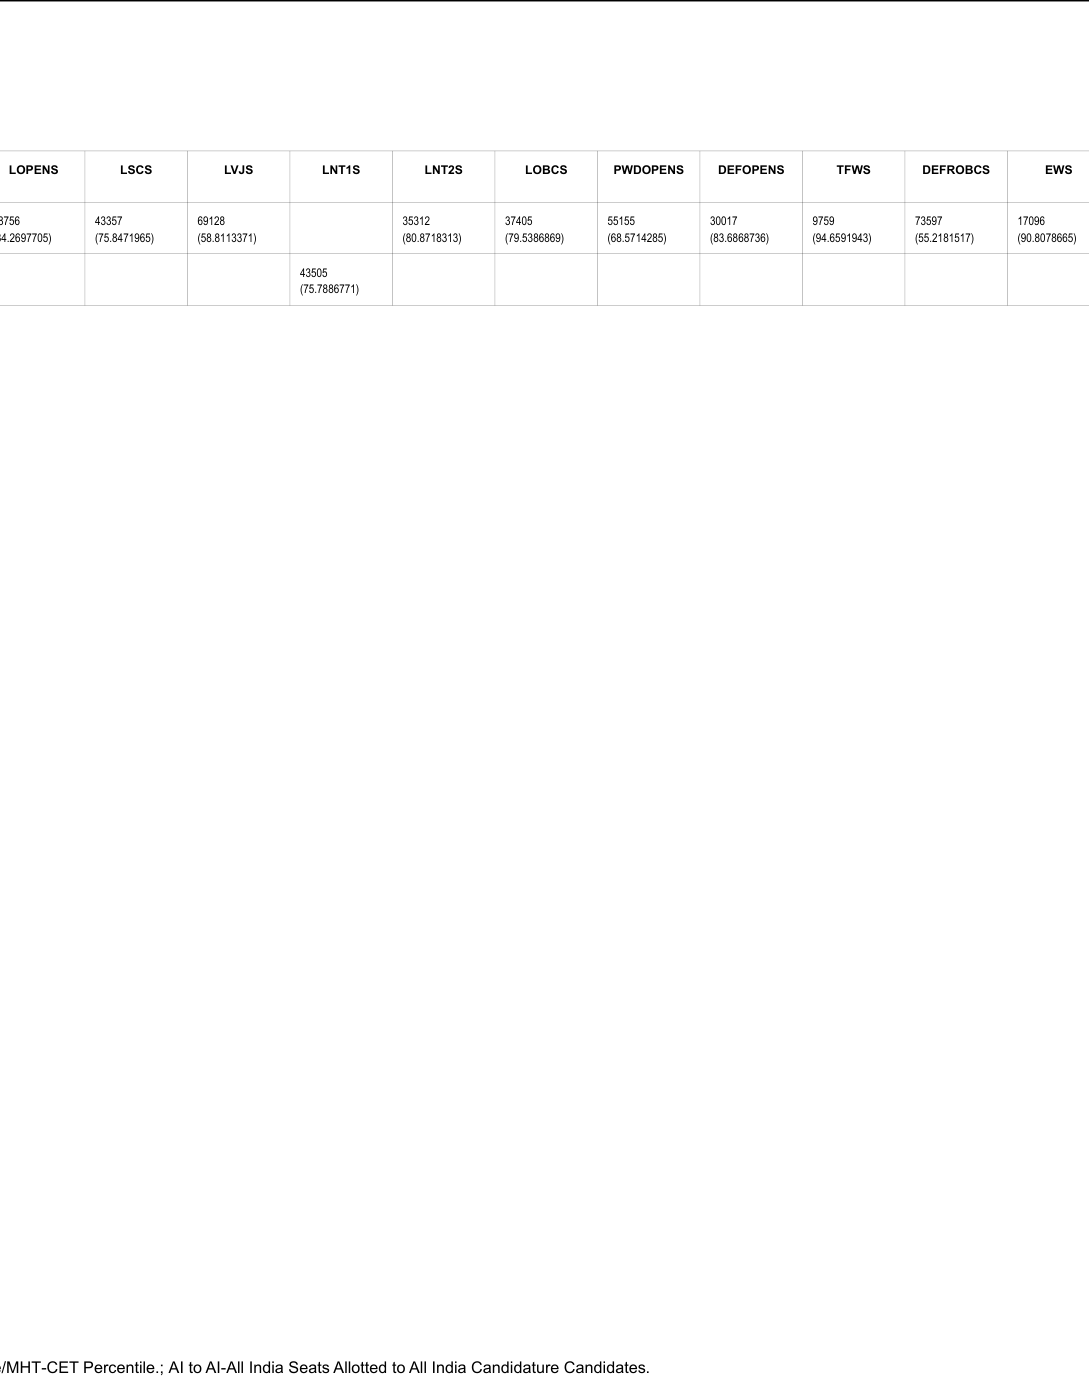 LOPENS LSCS LVJS LNT1S LNT2S LOBCS PWDOPENS DEFOPENS TFWS DEFROBCS EWS
43357 69128 35312 37405 55155 30017 9759 73597 17096
(75.8471965) (58.8113371) (80.8718313) (79.5386869) (68.5714285) (83.6868736) (94.6591943) (55.2181517) (90.8078665)
43505
(75.7886771)
/MHT-CET Percentile.; AI to AI-All India Seats Allotted to All India Candidature Candidates.